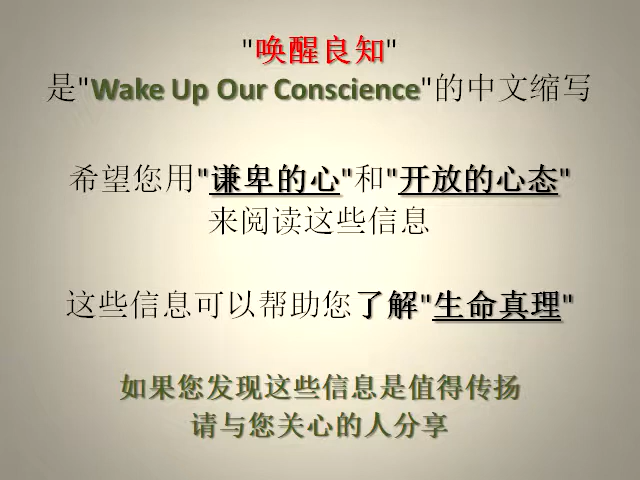 "唤醒良知"
是"Wake Up Our Conscience"的中文缩写
希望您用"谦卑的心"和"开放的心态"
来阅读这些信息
这些信息可以帮助您了解"生命真理"
如果您发现这些信息是值得传扬
请与您关心的人分享